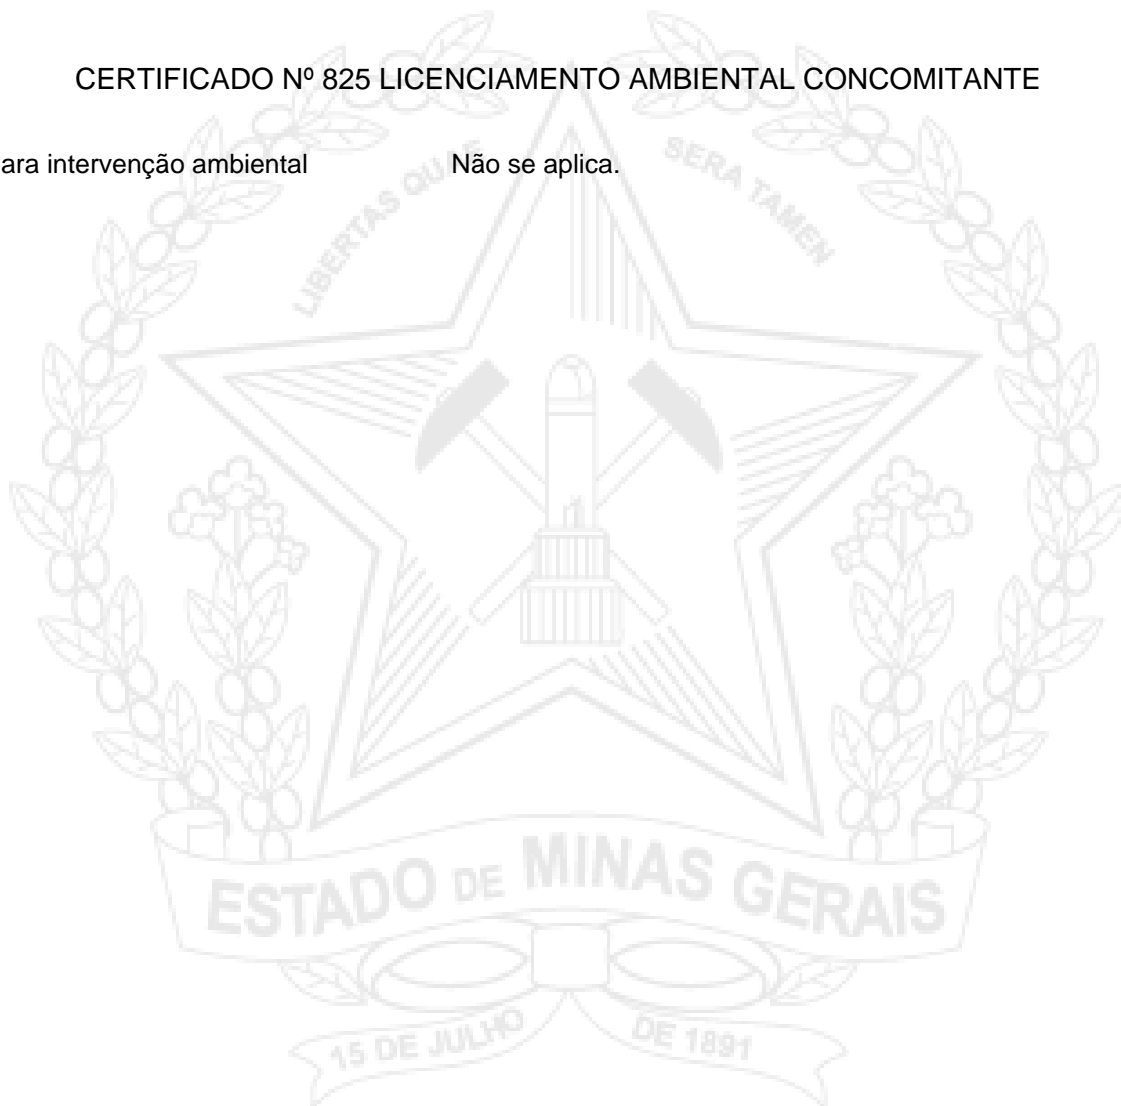 CERTIFICADO Nº 825 LICENCIAMENTO AMBIENTAL CONCOMITANTE
ara intervenção ambiental Não se aplica.
LIBERTAS QUÆ SERA TAMEN
ESTADO DE MINAS GERAIS
15 DE JULHO DE 1891